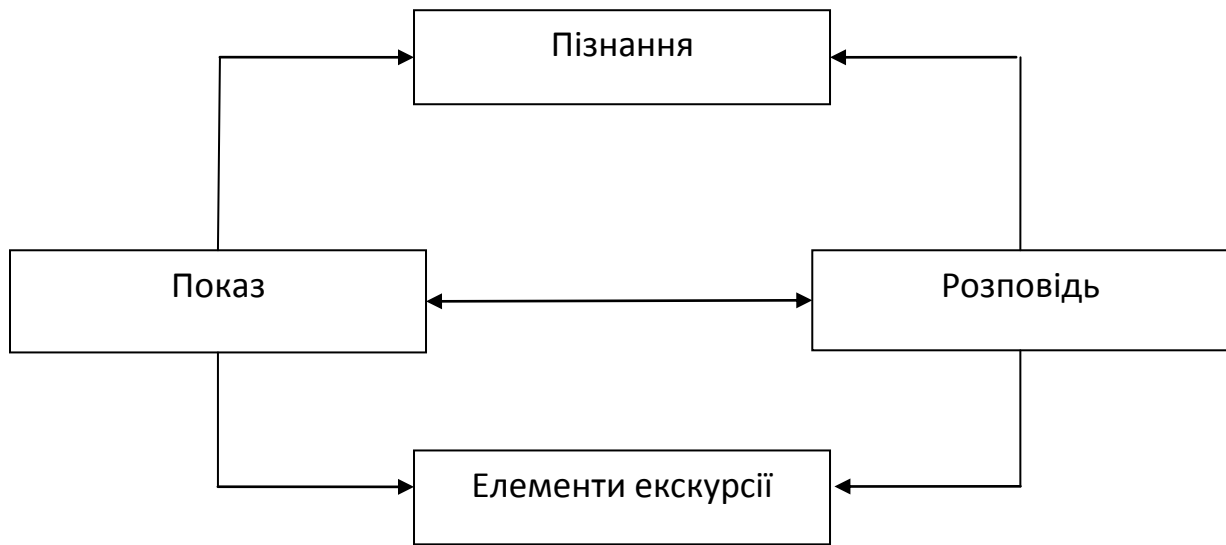 Пізнання
Показ
Розповідь
Елементи екскурсії